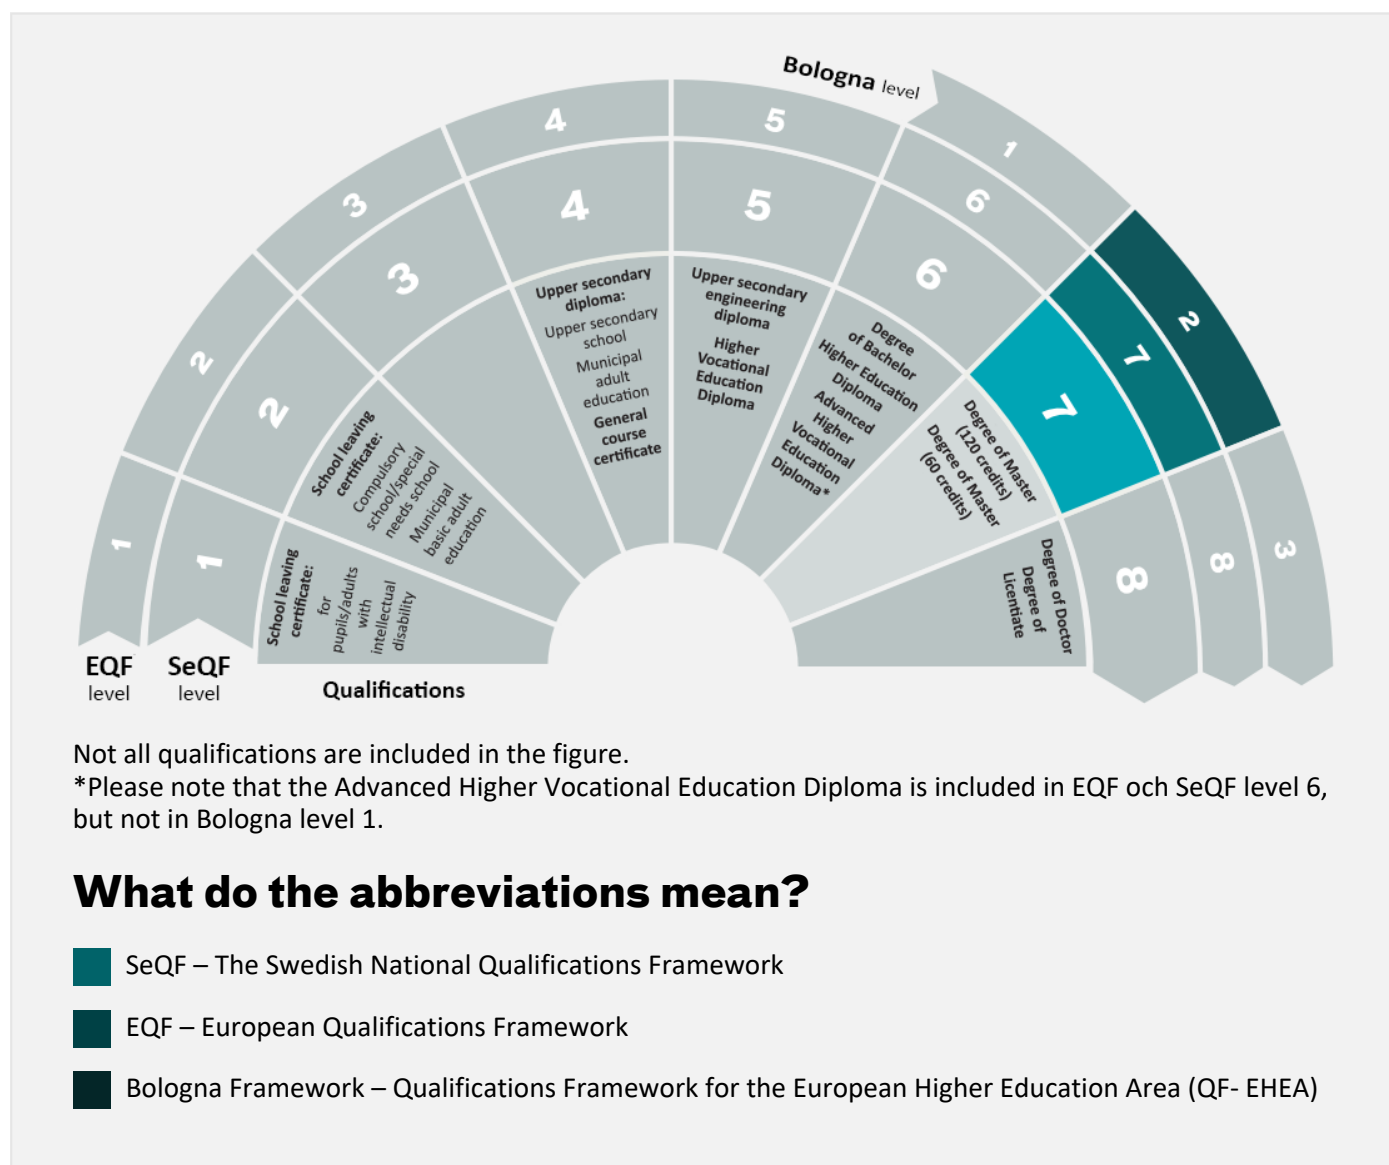 Bologna level
1
2
3
4
5
6
7
8
1
2
3
1
2
3
4
5
6
7
8
School leaving
certificate:
for
pupils/adults
with
intellectual
disability
School leaving
certificate:
Compulsory
school/special
needs school
Municipal
basic adult
education
Upper secondary
diploma:
Upper secondary
school
Municipal
adult
education
General
course
certificate
Upper secondary
engineering
diploma
Higher
Vocational
Education
Diploma
Degree
of Bachelor
Higher Education
Diploma
Advanced
Higher
Vocational
Education
Diploma*
Degree of Master
(120 credits)
Degree of Master
(60 credits)
Degree of Doctor
Degree of
Licentiate
EQF
level
SeQF
level
Qualifications
Not all qualifications are included in the figure.
*Please note that the Advanced Higher Vocational Education Diploma is included in EQF och SeQF level 6,
but not in Bologna level 1.
What do the abbreviations mean?
SeQF – The Swedish National Qualifications Framework
EQF – European Qualifications Framework
Bologna Framework – Qualifications Framework for the European Higher Education Area (QF- EHEA)